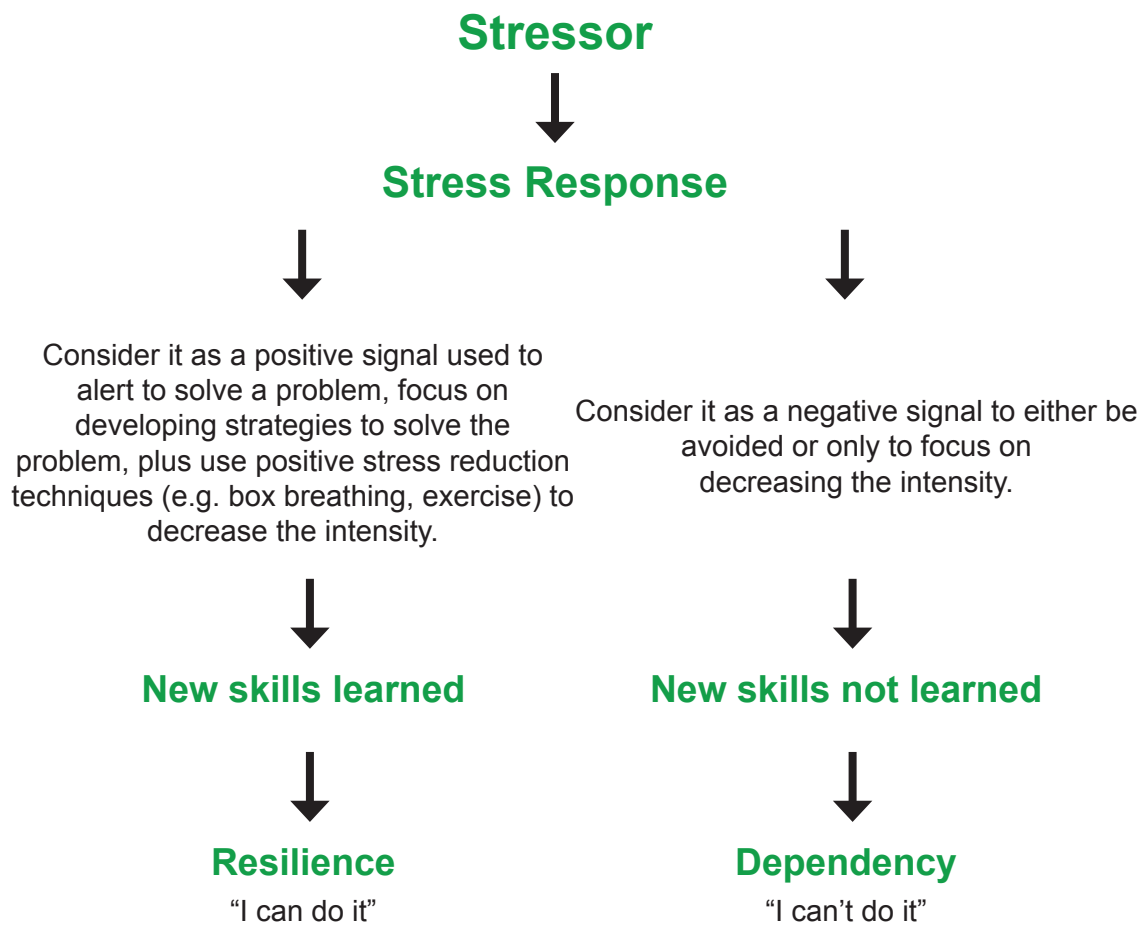 Stressor
Stress Response
Consider it as a positive signal used to
alert to solve a problem, focus on
developing strategies to solve the
problem, plus use positive stress reduction
techniques (e.g. box breathing, exercise) to
decrease the intensity.
Consider it as a negative signal to either be
avoided or only to focus on
decreasing the intensity.
New skills learned
New skills not learned
Resilience
“I can do it”
Dependency
“I can’t do it”